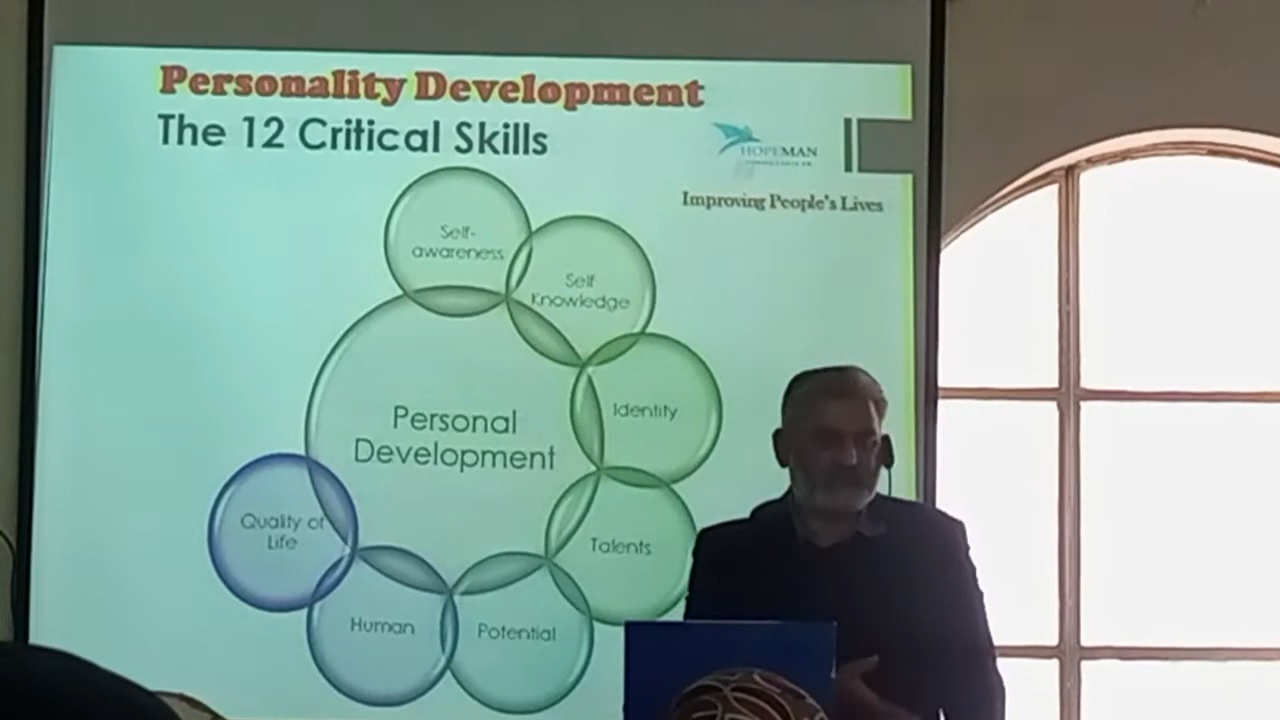 Personality Development
The 12 Critical Skills
HOPEMAN
Improving People's Lives
Self-
awareness
Self
Knowledge
Identity
Personal
Development
Talents
Quality of
Life
Human
Potential